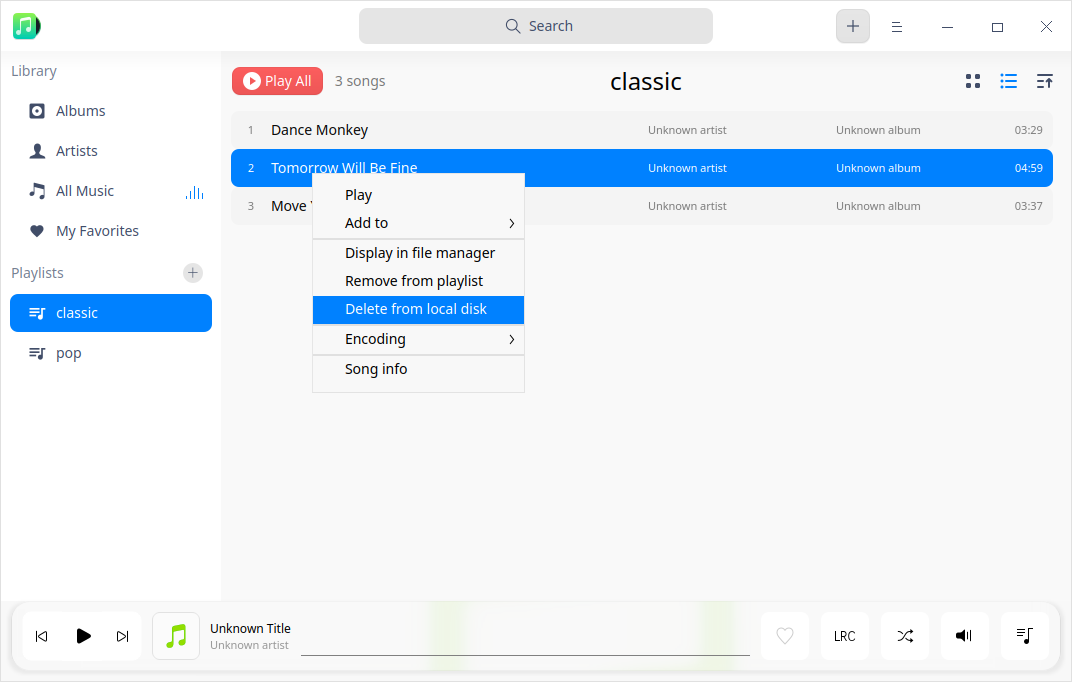 Search
Library
Albums
Artists
All Music
My Favorites
Playlists
classic
pop
Play All
3 songs
classic
1 Dance Monkey Unknown artist Unknown album 03:29
2 Tomorrow Will Be Fine Unknown artist Unknown album 04:59
3 Move Unknown artist Unknown album 03:37
Play
Add to
Display in file manager
Remove from playlist
Delete from local disk
Encoding
Song info
Unknown Title
Unknown artist
LRC